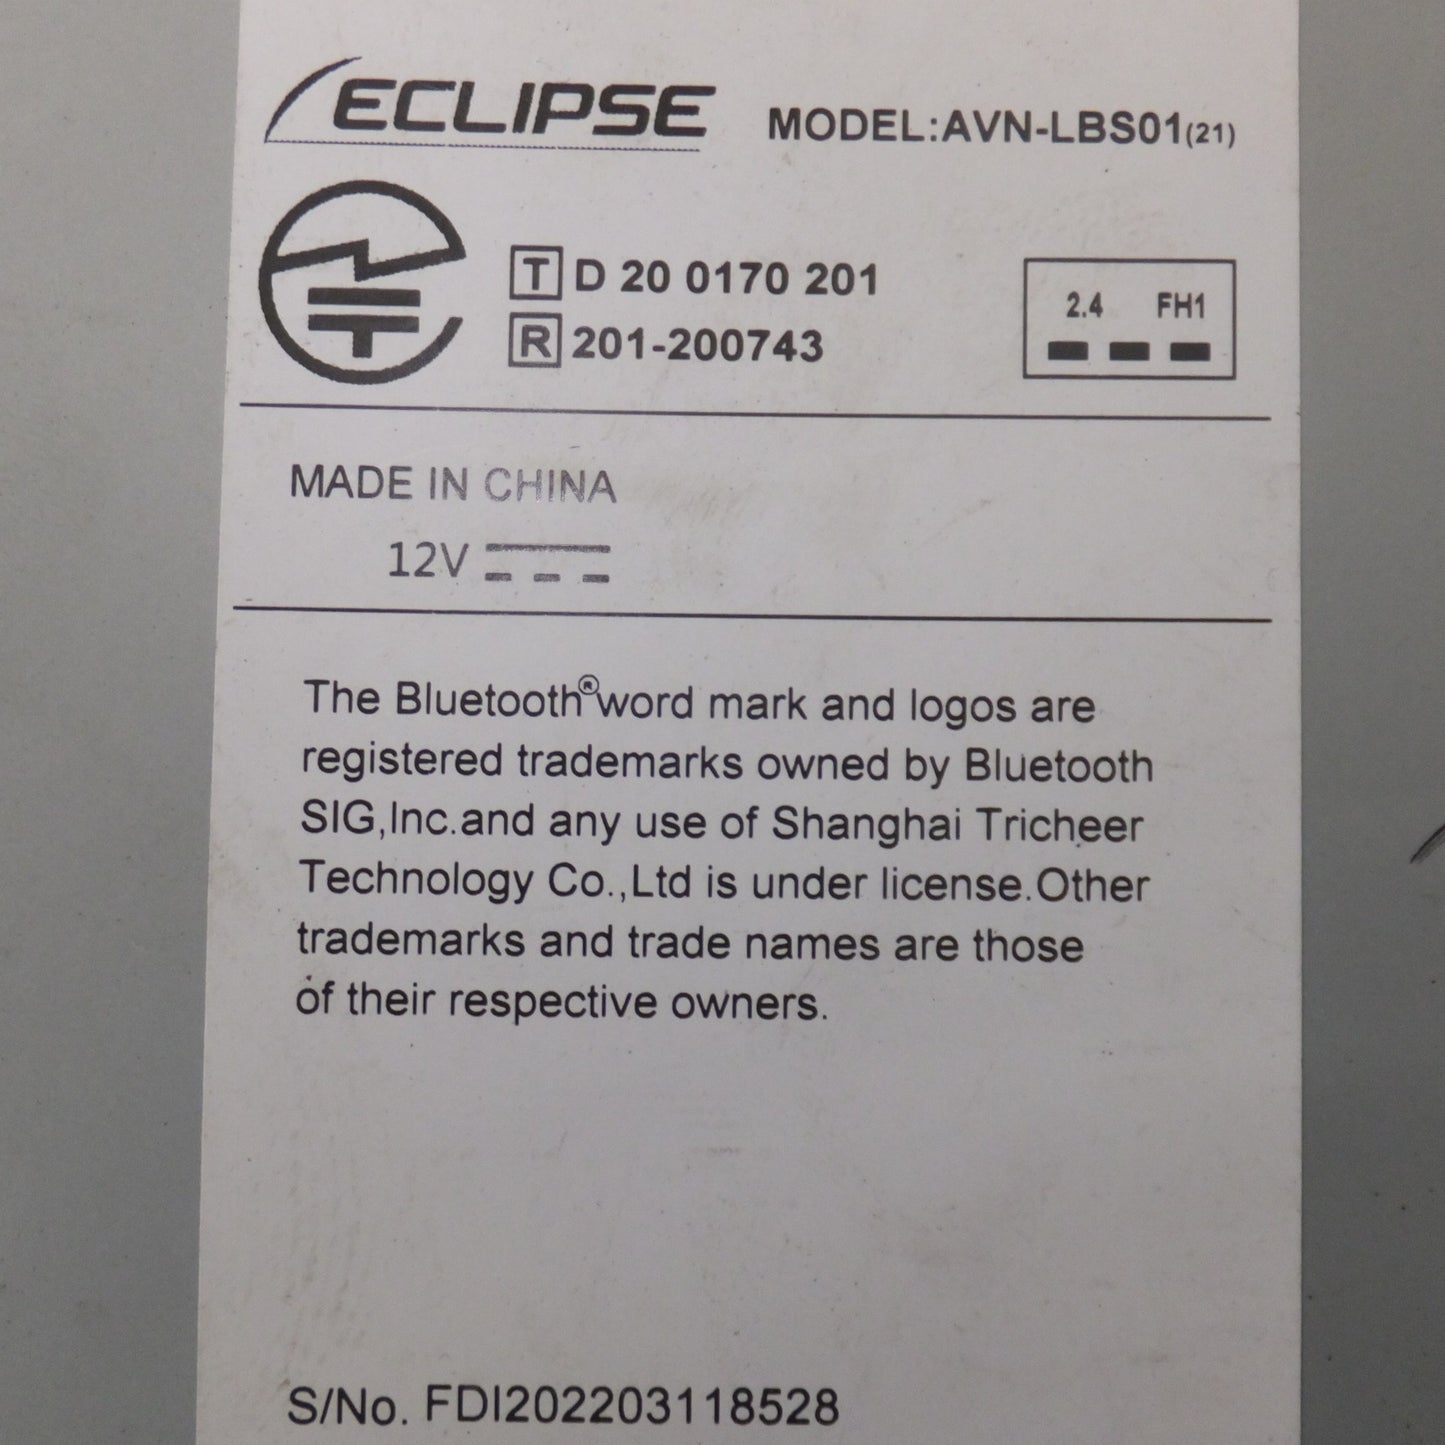 ECLIPSE MODEL:AVN-LBS01(21)
T D 20 0170 201
R 201-200743
2.4 FH1
MADE IN CHINA
12V
The Bluetooth® word mark and logos are
registered trademarks owned by Bluetooth
SIG,Inc.and any use of Shanghai Tricheer
Technology Co.,Ltd is under license.Other
trademarks and trade names are those
of their respective owners.
S/No. FDI202203118528